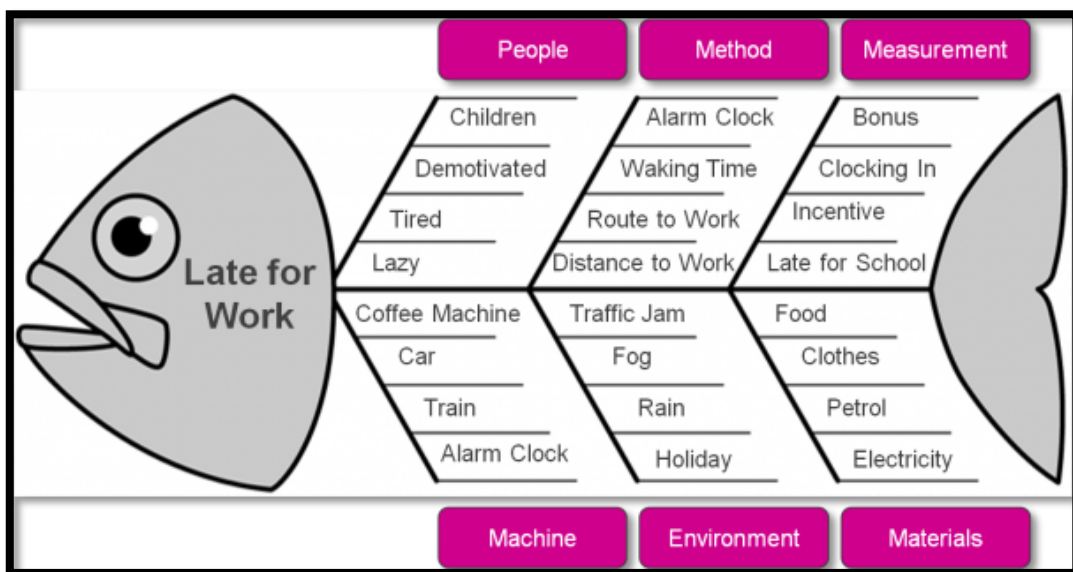 People
Method
Measurement
Children
Demotivated
Tired
Lazy
Alarm Clock
Waking Time
Route to Work
Distance to Work
Bonus
Clocking In
Incentive
Late for School
Late for
Work
Coffee Machine
Car
Train
Alarm Clock
Traffic Jam
Fog
Rain
Holiday
Food
Clothes
Petrol
Electricity
Machine
Environment
Materials